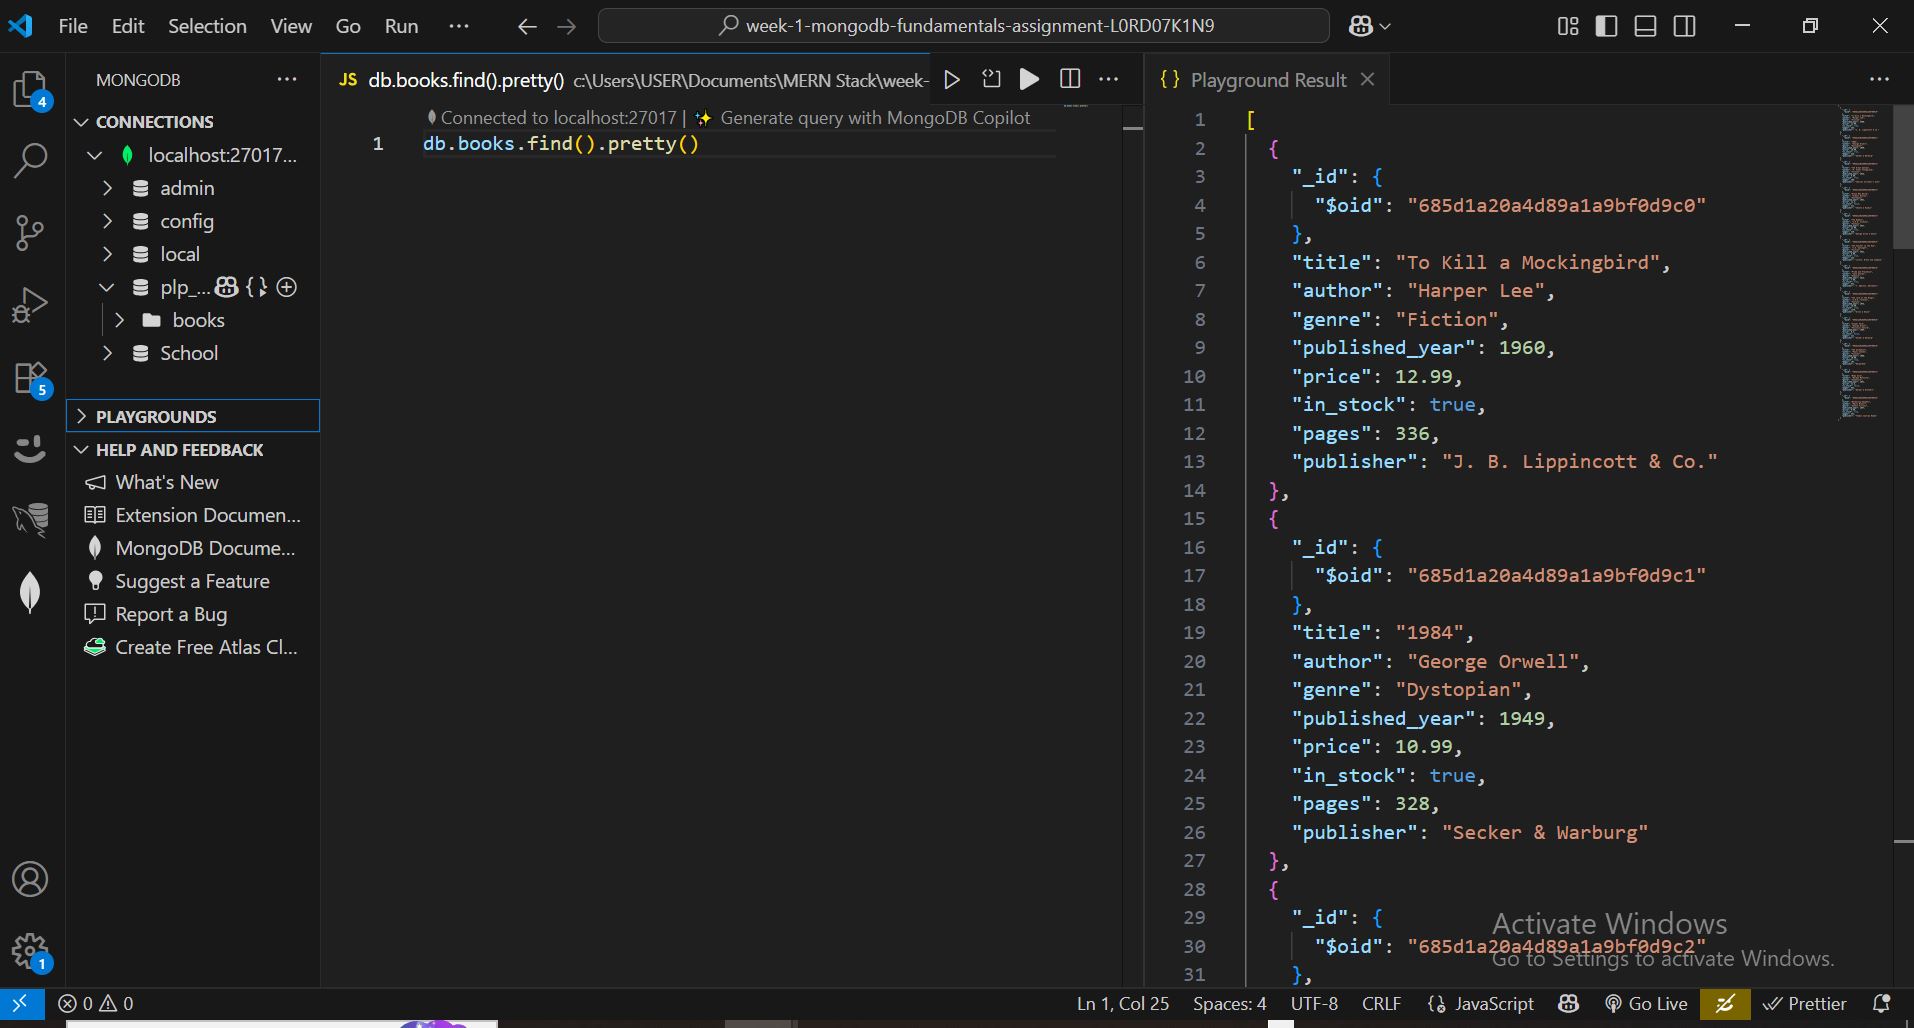 File Edit Selection View Go Run ··· week-1-mongodb-fundamentals-assignment-L0RD07K1N9
MONGODB ···
CONNECTIONS
localhost:27017...
admin
config
local
plp_...
books
School
PLAYGROUNDS
HELP AND FEEDBACK
What's New
Extension Documen...
MongoDB Docume...
Suggest a Feature
Report a Bug
Create Free Atlas Cl...
4
5
1
JS db.books.find().pretty() c:\Users\USER\Documents\MERN Stack\week-
Connected to localhost:27017 | ✨ Generate query with MongoDB Copilot
1 db.books.find().pretty()
{ } Playground Result
1 [
2 {
3 "_id": {
4 "$oid": "685d1a20a4d89a1a9bf0d9c0"
5 },
6 "title": "To Kill a Mockingbird",
7 "author": "Harper Lee",
8 "genre": "Fiction",
9 "published_year": 1960,
10 "price": 12.99,
11 "in_stock": true,
12 "pages": 336,
13 "publisher": "J. B. Lippincott & Co."
14 },
15 {
16 "_id": {
17 "$oid": "685d1a20a4d89a1a9bf0d9c1"
18 },
19 "title": "1984",
20 "author": "George Orwell",
21 "genre": "Dystopian",
22 "published_year": 1949,
23 "price": 10.99,
24 "in_stock": true,
25 "pages": 328,
26 "publisher": "Secker & Warburg"
27 },
28 {
29 "_id": {
30 "$oid": "685d1a20a4d89a1a9bf0d9c2"
31 },
Activate Windows
Go to Settings to activate Windows.
0 0 Ln 1, Col 25 Spaces: 4 UTF-8 CRLF {} JavaScript Go Live Prettier